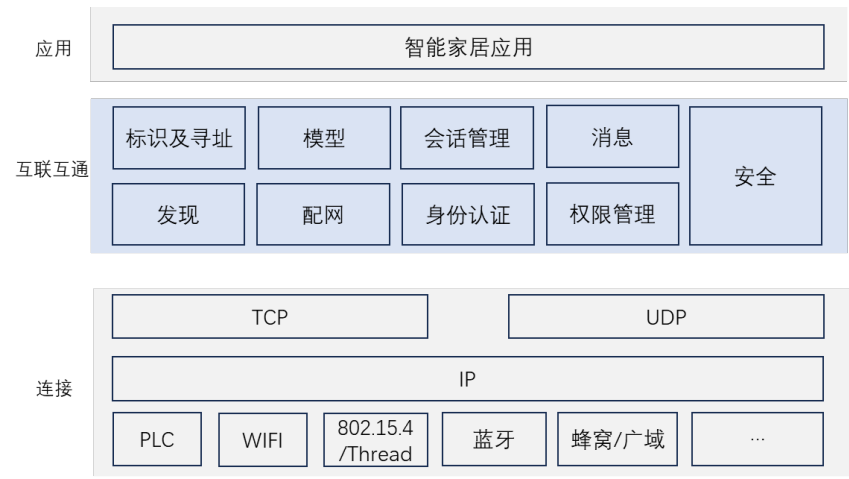 应用
智能家居应用
互联互通
标识及寻址
模型
会话管理
消息
安全
发现
配网
身份认证
权限管理
连接
TCP
UDP
IP
PLC
WIFI
802.15.4
/Thread
蓝牙
蜂窝/广域
...